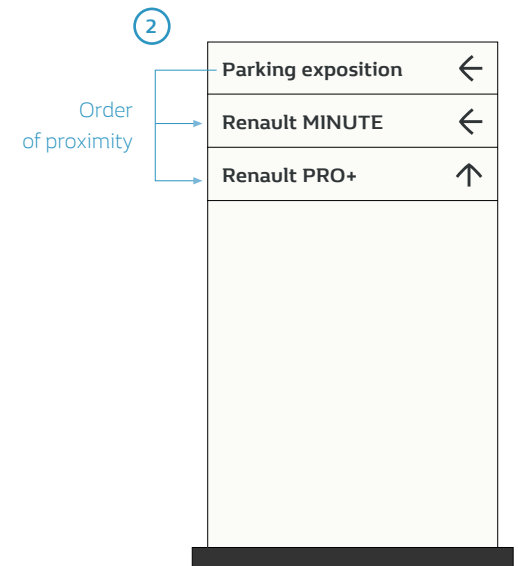 2
Order
of proximity
Parking exposition ←
Renault MINUTE ←
Renault PRO+ ↑